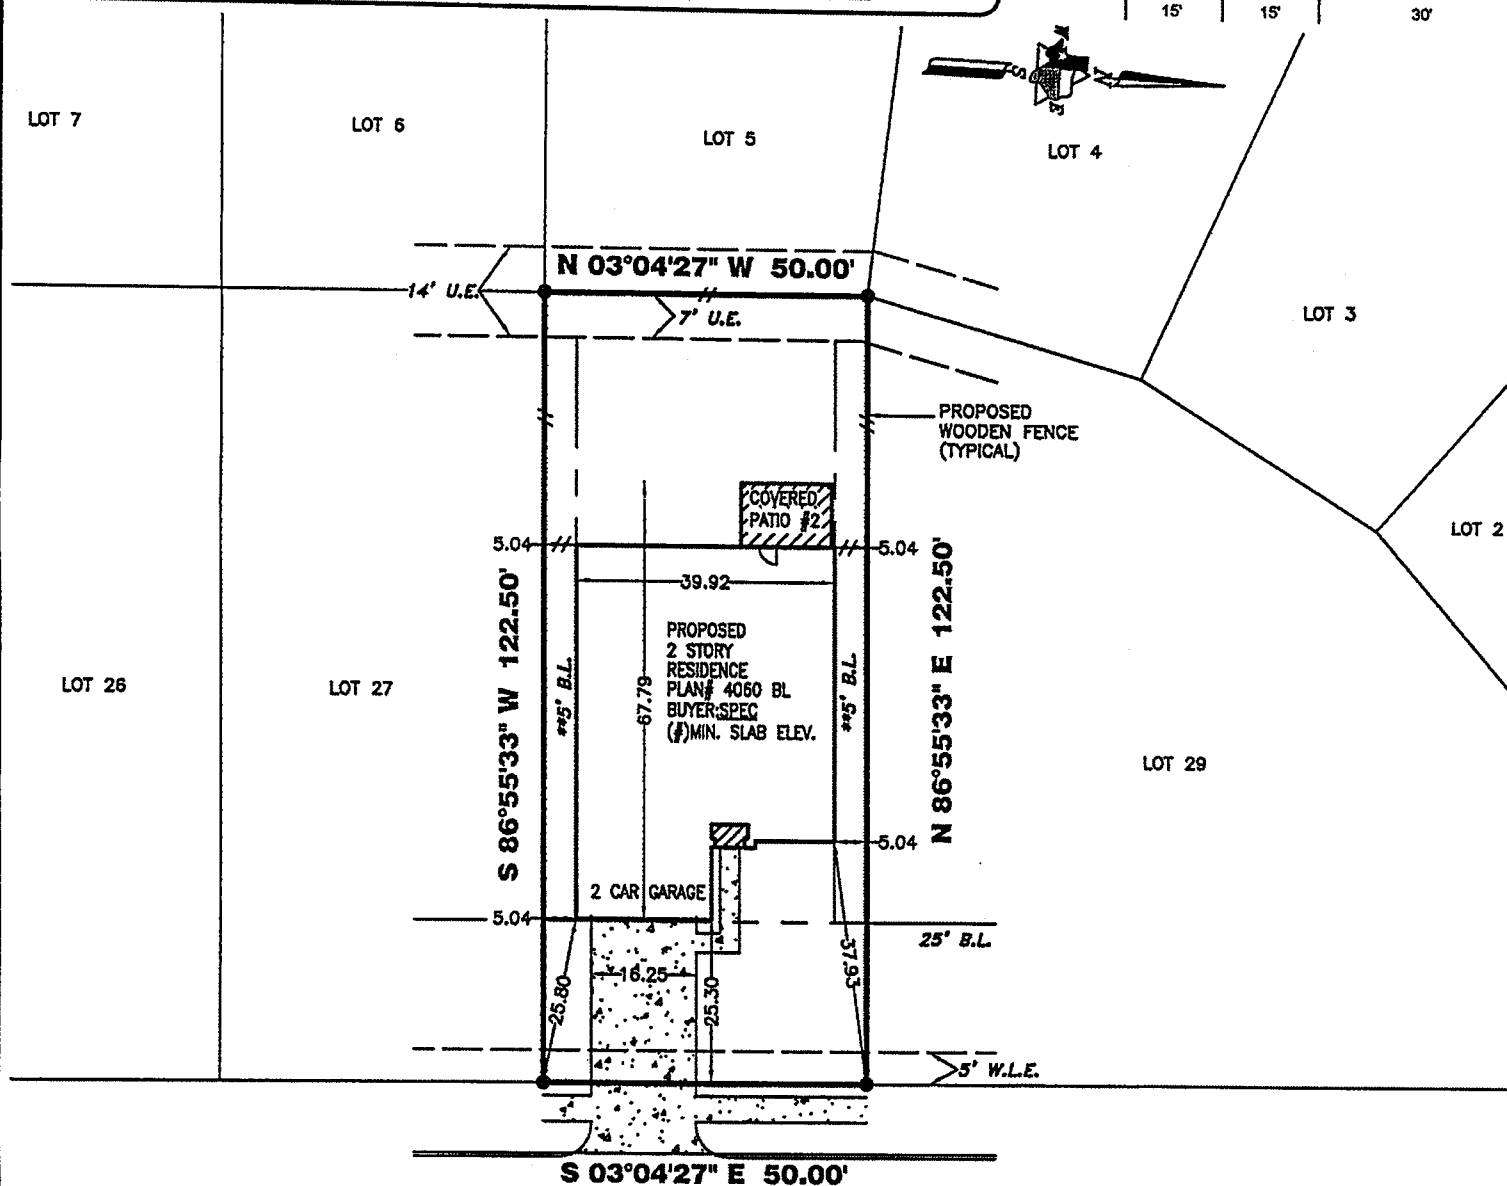 15' 15' 30'
N
S
E
LOT 7
LOT 6
LOT 5
LOT 4
N 03°04'27" W 50.00'
14' U.E.
7' U.E.
LOT 3
PROPOSED
WOODEN FENCE
(TYPICAL)
COVERED
PATIO #2
LOT 2
5.04
5.04
39.92
S 86°55'33" W 122.50'
N 86°55'33" E 122.50'
PROPOSED
2 STORY
RESIDENCE
PLAN# 4060 BL
BUYER:SPEC
(#)MIN. SLAB ELEV.
67.79
**5' B.L.
**5' B.L.
LOT 26
LOT 27
LOT 29
5.04
2 CAR GARAGE
5.04
25' B.L.
37.93
16.25
25.80
25.30
5' W.L.E.
S 03°04'27" E 50.00'